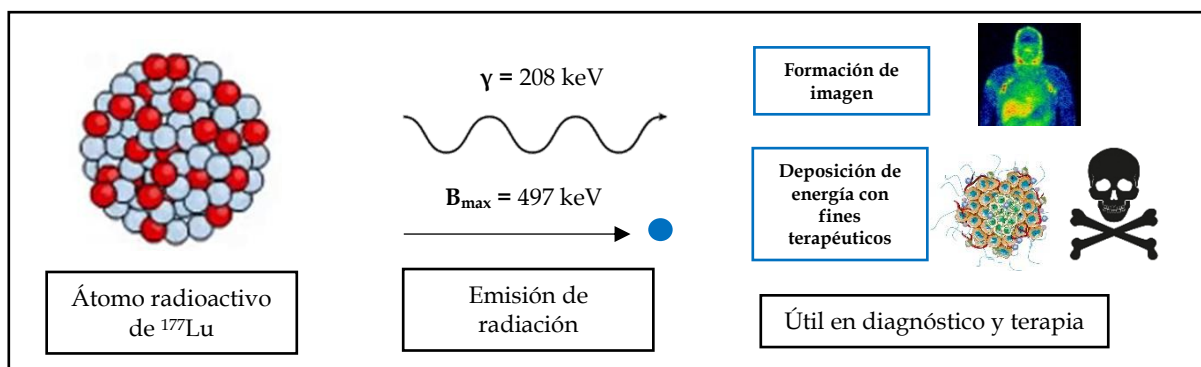 γ = 208 keV
Bmax = 497 keV
Formación de
imagen
Deposición de
energía con
fines
terapéuticos
Átomo radioactivo
de ¹⁷⁷Lu
Emisión de
radiación
Útil en diagnóstico y terapia